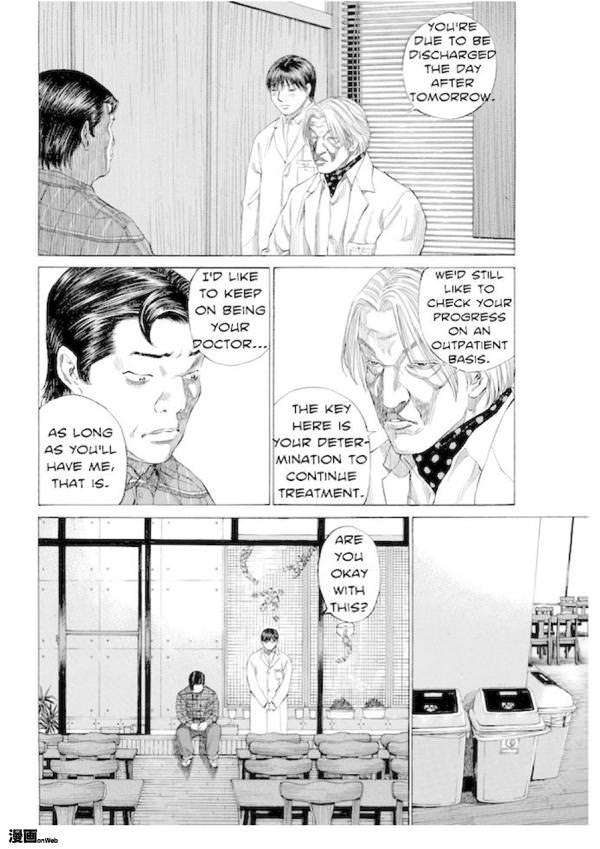 YOU'RE
DUE TO BE
DISCHARGED
THE DAY
AFTER
TOMORROW.
WE'D STILL
LIKE TO
CHECK YOUR
PROGRESS
ON AN
OUTPATIENT
BASIS.
THE KEY
HERE IS
YOUR DETER-
MINATION TO
CONTINUE
TREATMENT.
I'D LIKE
TO KEEP
ON BEING
YOUR
DOCTOR...
AS LONG
AS YOU'LL
HAVE ME,
THAT IS.
ARE
YOU
OKAY
WITH
THIS?
漫画onWeb